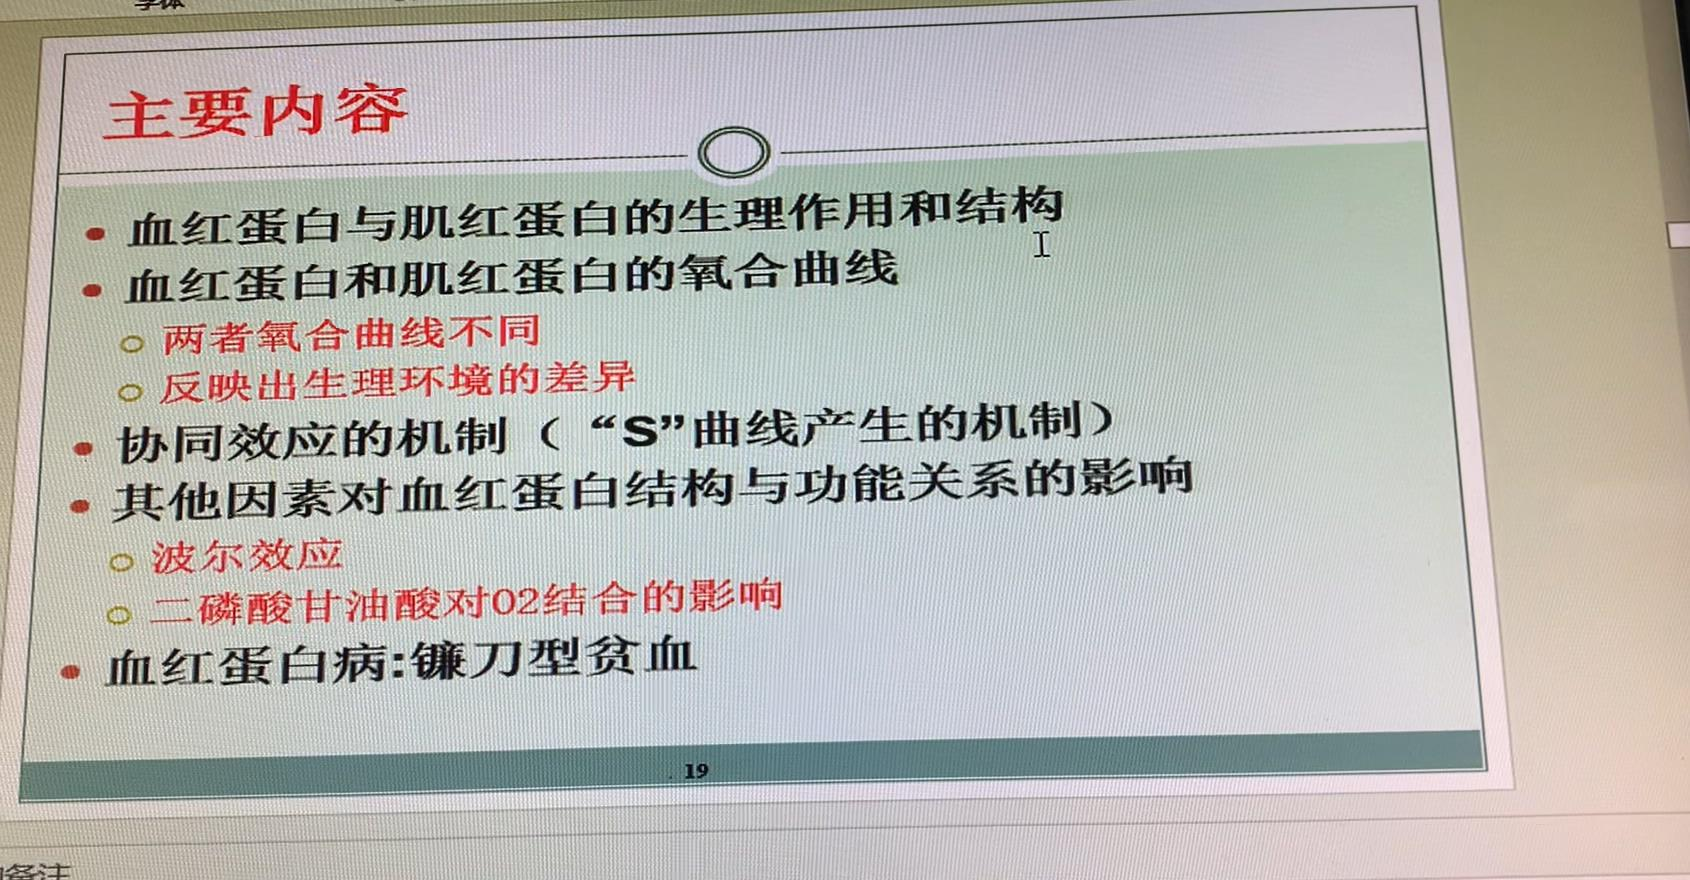 字体
主要内容
血红蛋白与肌红蛋白的生理作用和结构
血红蛋白和肌红蛋白的氧合曲线
两者氧合曲线不同
反映出生理环境的差异
协同效应的机制（“S”曲线产生的机制）
其他因素对血红蛋白结构与功能关系的影响
波尔效应
二磷酸甘油酸对O2结合的影响
血红蛋白病:镰刀型贫血
19
备注